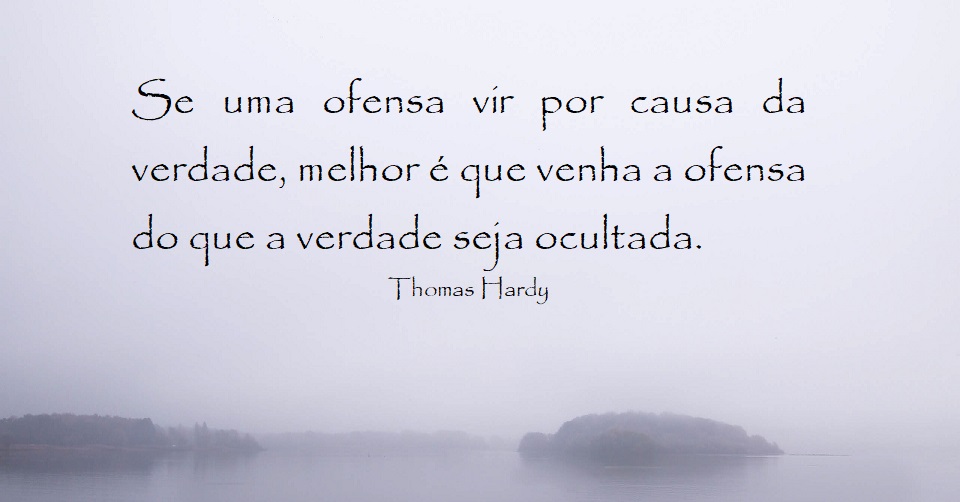 Se uma ofensa vir por causa da
verdade, melhor é que venha a ofensa
do que a verdade seja ocultada.
Thomas Hardy